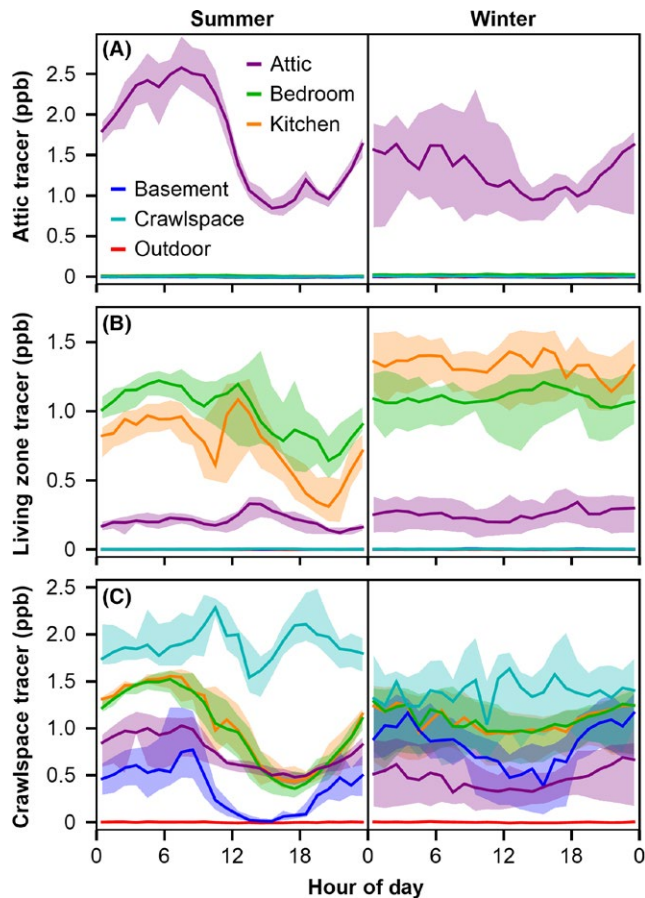 Summer Winter
(A)
Attic
Bedroom
Kitchen
Basement
Crawlspace
Outdoor
Attic tracer (ppb)
2.5
2.0
1.5
1.0
0.5
0
(B)
Living zone tracer (ppb)
1.5
1.0
0.5
0
(C)
Crawlspace tracer (ppb)
2.5
2.0
1.5
1.0
0.5
0
0 6 12 18 0 6 12 18 0
Hour of day